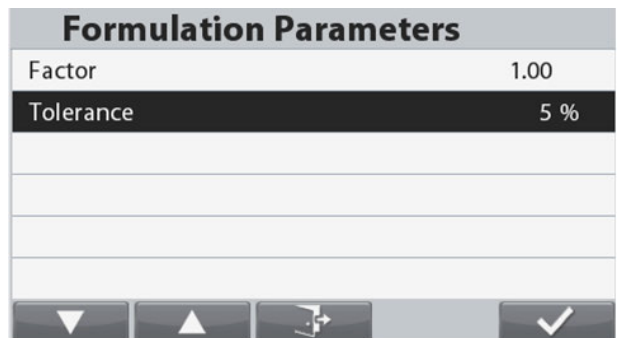 Formulation Parameters
Factor 1.00
Tolerance 5 %